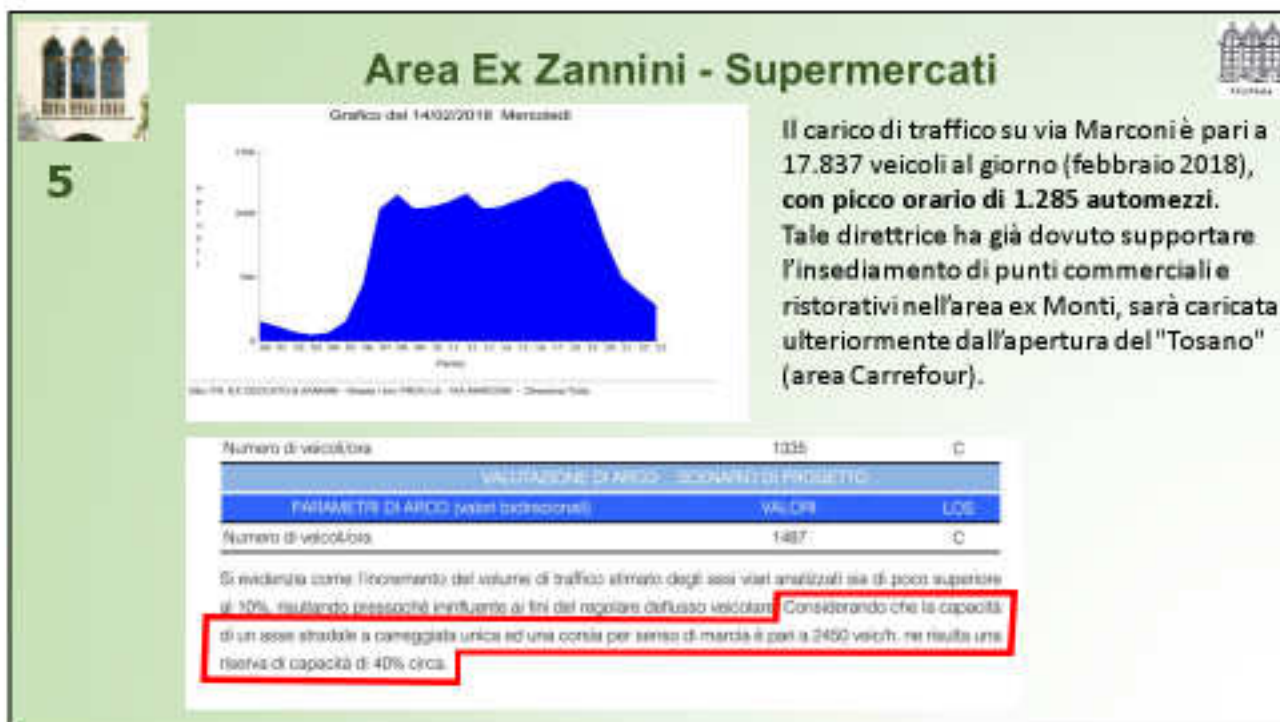 Area Ex Zannini - Supermercati
5
Grafico del 14/02/2018 Mercoledì
Il carico di traffico su via Marconi è pari a
17.837 veicoli al giorno (febbraio 2018),
con picco orario di 1.285 automezzi.
Tale direttrice ha già dovuto supportare
l'insediamento di punti commerciali e
ristorativi nell'area ex Monti, sarà caricata
ulteriormente dall'apertura del "Tosano"
(area Carrefour).
Numero di veicoli/ora C
VALUTAZIONE DI ARCO SCENARIO DI PROGETTO
PARAMETRI DI ARCO (valori bidirezionali) VALORI LOS
Numero di veicoli/ora C
Si evidenzia come l'incremento del volume di traffico stimato degli assi viari analizzati sia di poco superiore
al 10%, risultando pressoché ininfluente ai fini del regolare deflusso veicolare. Considerando che la capacità
di un asse stradale a carreggiata unica ed una corsia per senso di marcia è pari a 2450 veic/h, ne risulta una
riserva di capacità di 40% circa.